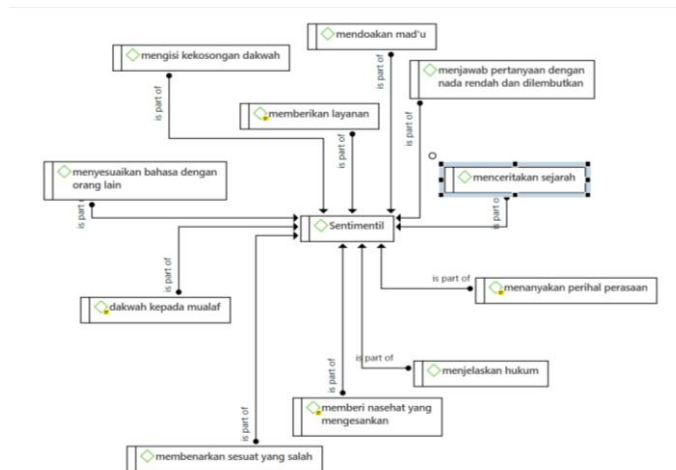 mendoakan mad'u
mengisi kekosongan dakwah
is part of
menjawab pertanyaan dengan
nada rendah dan dilembutkan
is part of
memberikan layanan
is part of
is part of
menyesuaikan bahasa dengan
orang lain
is part
menceritakan sejarah
is part o
Sentimentil
is part of
dakwah kepada mualaf
is part of
menanyakan perihal perasaan
is part of
menjelaskan hukum
is part of
memberi nasehat yang
mengesankan
is part of
membenarkan sesuat yang salah